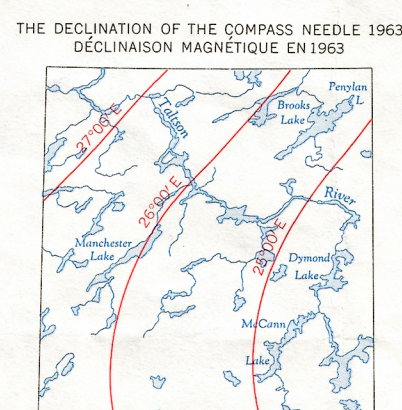 THE DECLINATION OF THE COMPASS NEEDLE 1963
DÉCLINAISON MAGNÉTIQUE EN 1963
Penylan
L
Brooks
Lake
Talison
27°00'E
26°00'E
River
25°00'E
Manchester
Lake
Dymond
Lake
McCann
Lake